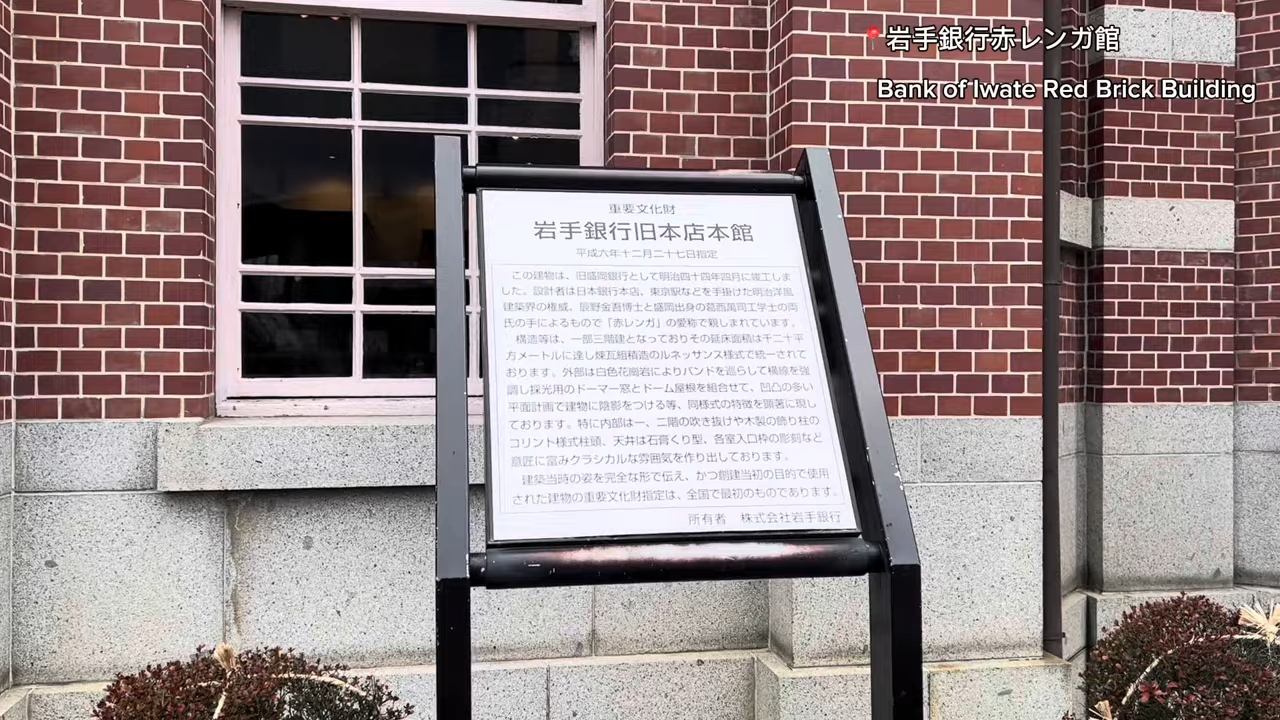 📍岩手銀行赤レンガ館
Bank of Iwate Red Brick Building
重要文化財
岩手銀行旧本店本館
平成六年十二月二十七日指定
この建物は、旧盛岡銀行として明治四十四年四月に竣工しま
した。設計者は日本銀行本店、東京駅などを手掛けた明治洋風
建築界の権威、辰野金吾博士と盛岡出身の葛西萬司工学士の両
氏の手によるもので「赤レンガ」の愛称で親しまれています。
構造等は、一部三階建となっておりその延床面積は千二十平
方メートルに達し煉瓦組積造のルネッサンス様式で統一されて
おります。外部は白色花崗岩によりバンドを巡らして横線を強
調し採光用のドーマー窓とドーム屋根を組合せて、凹凸の多い
平面計画で建物に陰影をつける等、同様式の特徴を顕著に現し
ております。特に内部は一、二階の吹き抜けや木製の飾り柱の
コリント様式柱頭、天井は石膏くり型、各室入口枠の彫刻など
意匠に富みクラシカルな雰囲気を作り出しております。
建築当時の姿を完全な形で伝え、かつ創建当初の目的で使用
された建物の重要文化財指定は、全国で最初のものであります。
所有者　株式会社岩手銀行